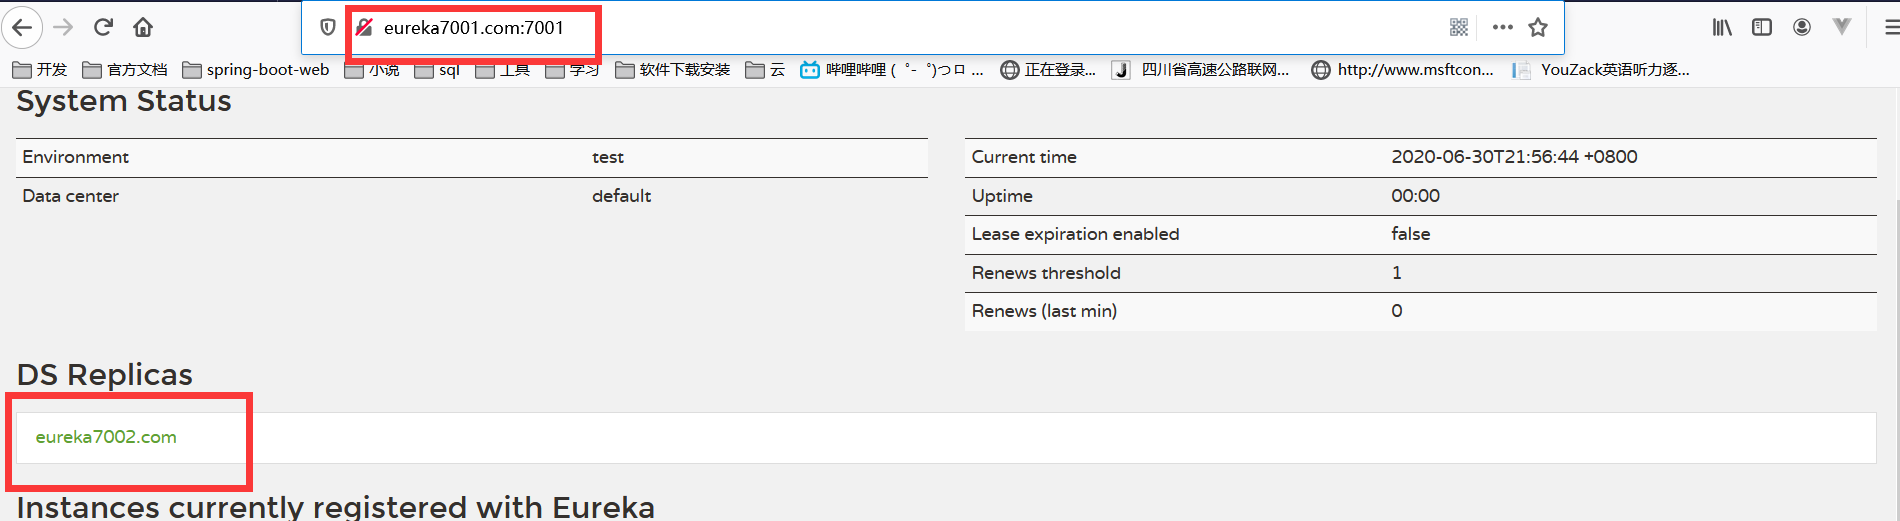 eureka7001.com:7001
开发 官方文档 spring-boot-web 小说 sql 工具 学习 软件下载安装 云 哔哩哔哩 ( ゜- ゜)つロ ... 正在登录... J 四川省高速公路联网... http://www.msftcon... YouZack英语听力逐...
System Status
Environment test
Data center default
Current time 2020-06-30T21:56:44 +0800
Uptime 00:00
Lease expiration enabled false
Renews threshold 1
Renews (last min) 0
DS Replicas
eureka7002.com
Instances currently registered with Eureka